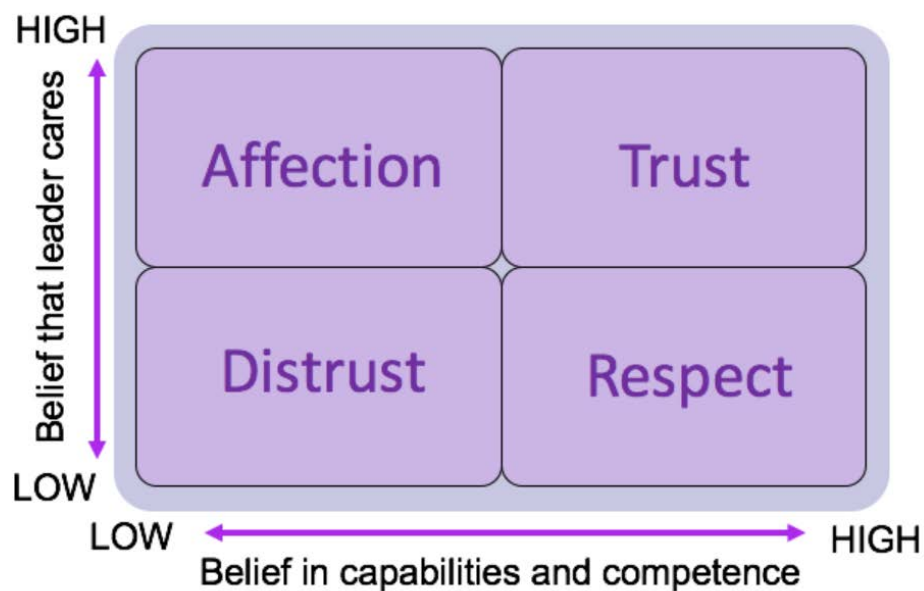 HIGH
Belief that leader cares
Affection
Trust
Distrust
Respect
LOW
LOW
HIGH
Belief in capabilities and competence